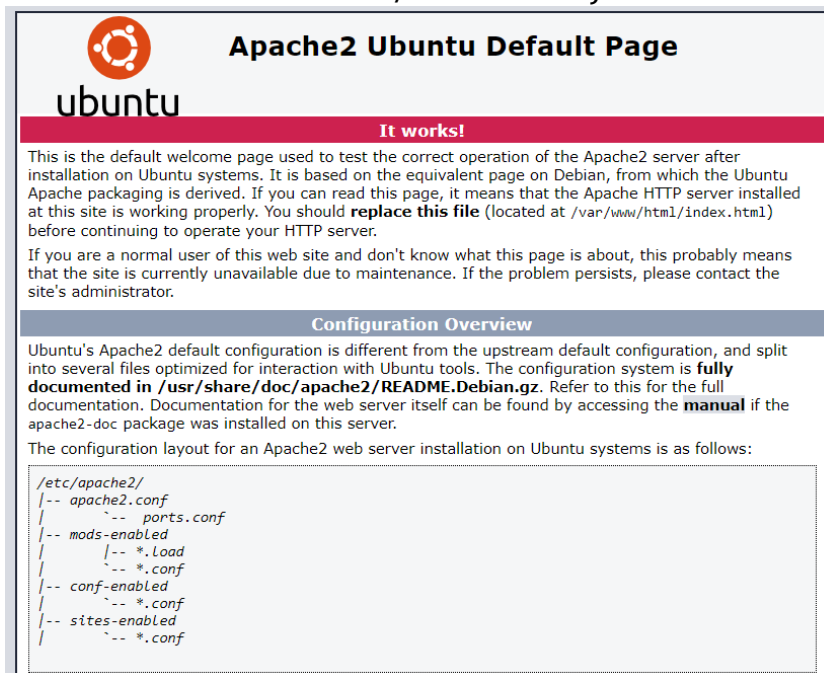 ubuntu
Apache2 Ubuntu Default Page
It works!
This is the default welcome page used to test the correct operation of the Apache2 server after
installation on Ubuntu systems. It is based on the equivalent page on Debian, from which the Ubuntu
Apache packaging is derived. If you can read this page, it means that the Apache HTTP server installed
at this site is working properly. You should replace this file (located at /var/www/html/index.html)
before continuing to operate your HTTP server.
If you are a normal user of this web site and don't know what this page is about, this probably means
that the site is currently unavailable due to maintenance. If the problem persists, please contact the
site's administrator.
Configuration Overview
Ubuntu's Apache2 default configuration is different from the upstream default configuration, and split
into several files optimized for interaction with Ubuntu tools. The configuration system is fully
documented in /usr/share/doc/apache2/README.Debian.gz. Refer to this for the full
documentation. Documentation for the web server itself can be found by accessing the manual if the
apache2-doc package was installed on this server.
The configuration layout for an Apache2 web server installation on Ubuntu systems is as follows:
/etc/apache2/
|-- apache2.conf
|       `--  ports.conf
|-- mods-enabled
|       |-- *.load
|       `-- *.conf
|-- conf-enabled
|       `-- *.conf
|-- sites-enabled
|       `-- *.conf